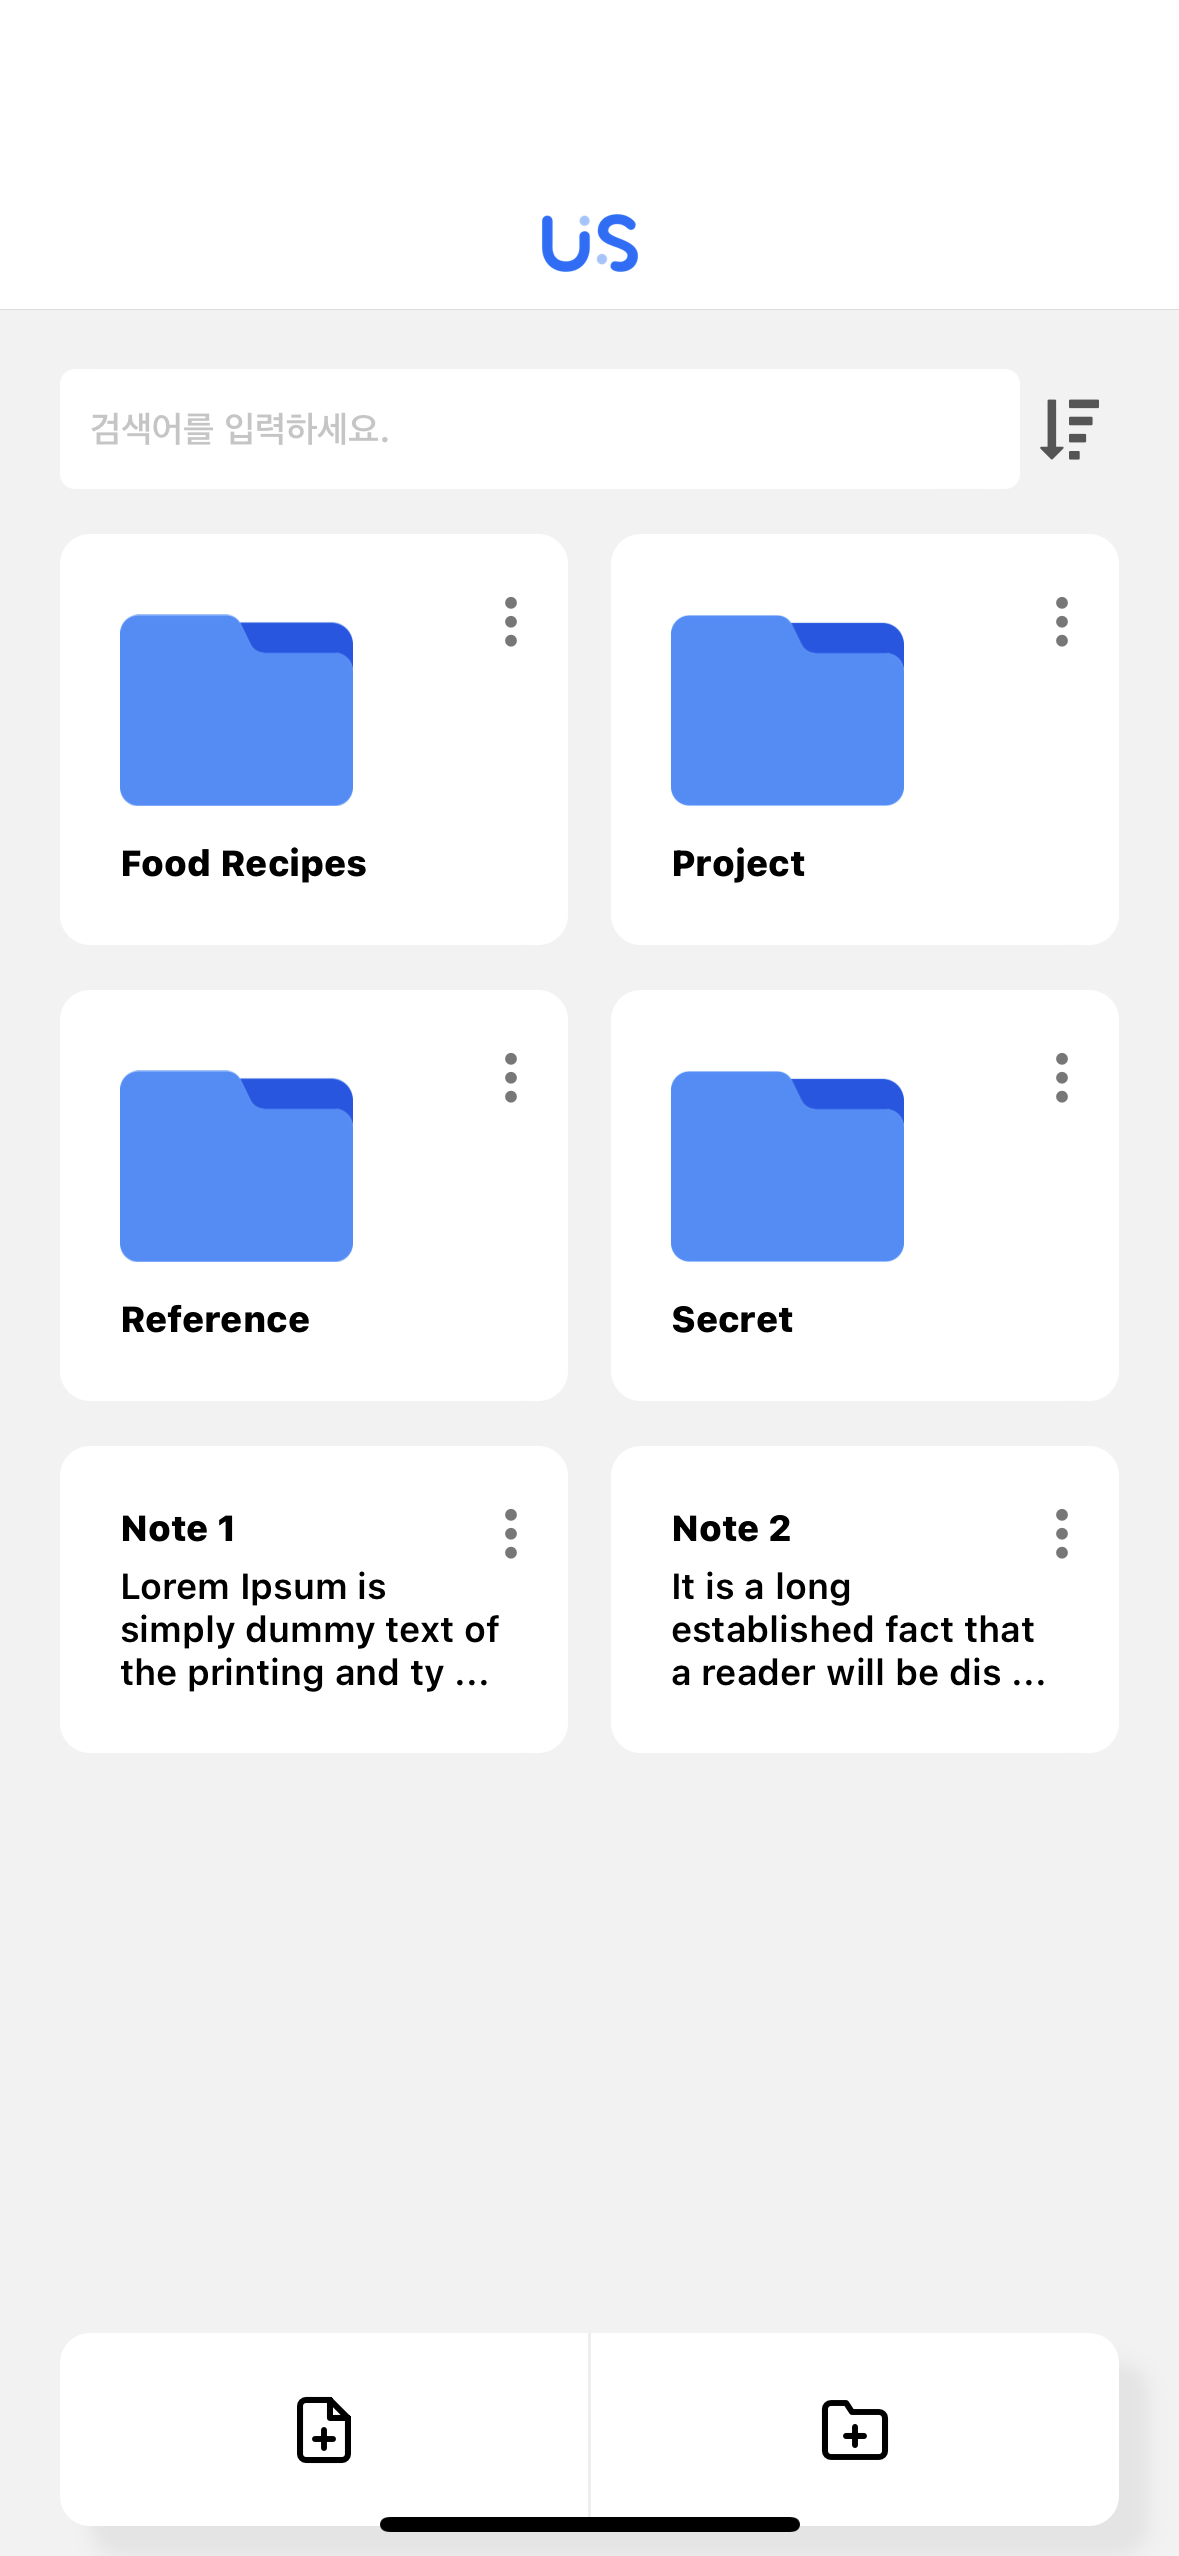 US
검색어를 입력하세요.
Food Recipes
Project
Reference
Secret
Note 1
Lorem Ipsum is
simply dummy text of
the printing and ty ...
Note 2
It is a long
established fact that
a reader will be dis ...